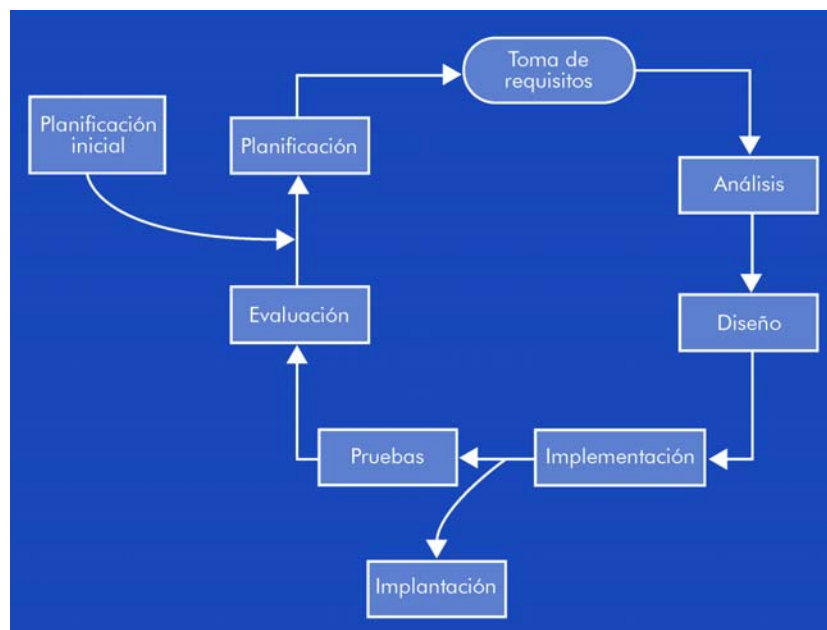 Toma de
requisitos
Planificación
inicial
Planificación
Análisis
Evaluación
Diseño
Pruebas
Implementación
Implantación